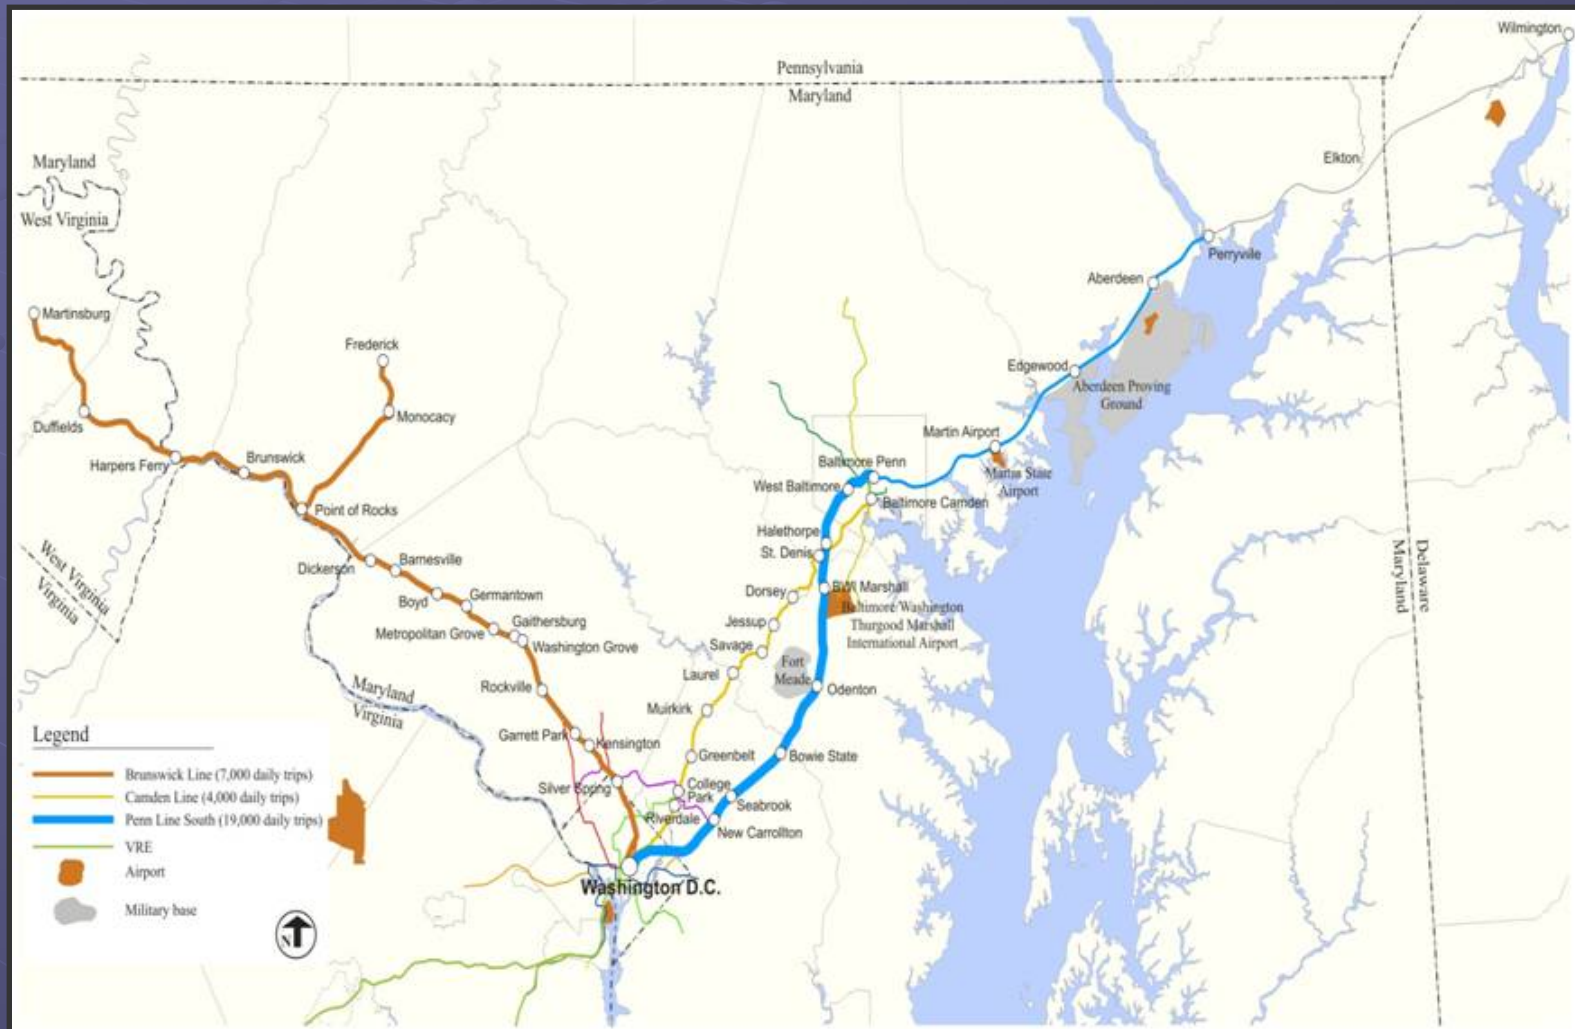 Wilmington
Pennsylvania
Maryland
Elkton
Maryland
West Virginia
Perryville
Aberdeen
Martinsburg
Frederick
Edgewood
Aberdeen Proving
Ground
Monocacy
Duffields
Martin Airport
Harpers Ferry
Brunswick
Baltimore Penn
Martin State
Airport
West Baltimore
Baltimore Camden
Point of Rocks
Halethorpe
St. Denis
West Virginia
Virginia
Delaware
Maryland
Dickerson
Barnesville
BWI Marshall
Dorsey
Boyd
Germantown
Baltimore Washington
Thurgood Marshall
International Airport
Jessup
Gaithersburg
Metropolitan Grove
Washington Grove
Savage
Fort
Meade
Laurel
Rockville
Odenton
Maryland
Virginia
Muirkirk
Garrett Park
Kensington
Greenbelt
Bowie State
Silver Spring
College
Park
Seabrook
Riverdale
New Carrollton
Washington D.C.
Legend
Brunswick Line (7,000 daily trips)
Camden Line (4,000 daily trips)
Penn Line South (19,000 daily trips)
VRE
Airport
Military base
N